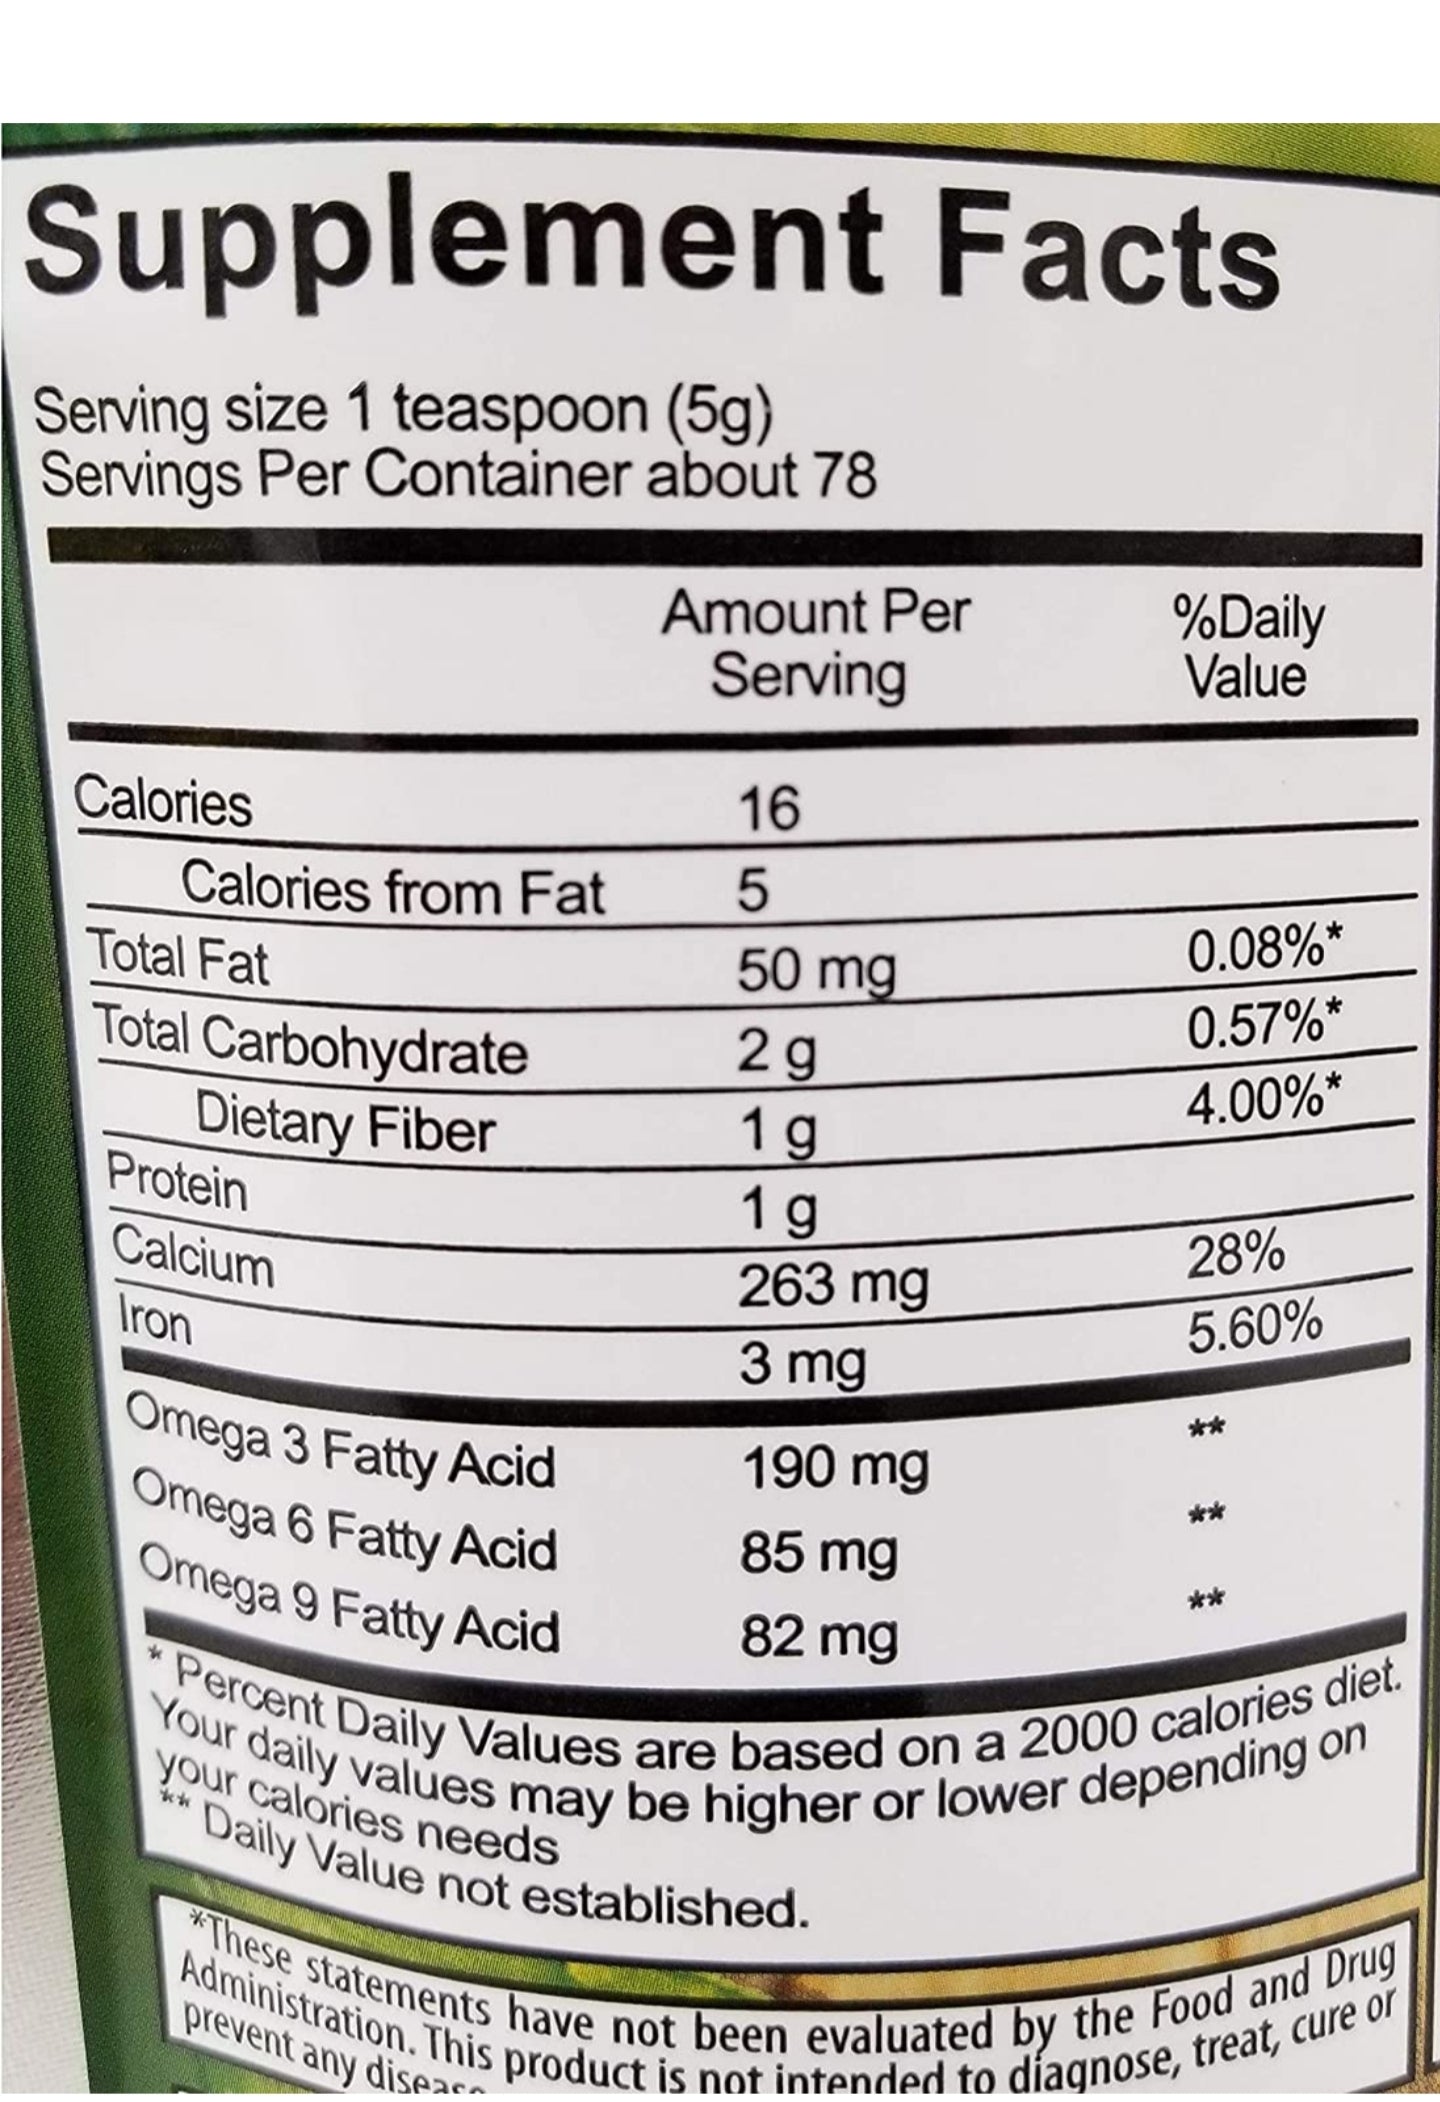 Supplement Facts
Serving size 1 teaspoon (5g)
Servings Per Container about 78
Amount Per Serving %Daily Value
Calories 16
Calories from Fat 5
Total Fat 50 mg 0.08%*
Total Carbohydrate 2 g 0.57%*
Dietary Fiber 1 g 4.00%*
Protein 1 g
Calcium 263 mg 28%
Iron 3 mg 5.60%
Omega 3 Fatty Acid 190 mg **
Omega 6 Fatty Acid 85 mg **
Omega 9 Fatty Acid 82 mg **
* Percent Daily Values are based on a 2000 calories diet.
Your daily values may be higher or lower depending on
your calories needs
** Daily Value not established.
*These statements have not been evaluated by the Food and Drug
Administration. This product is not intended to diagnose, treat, cure or
prevent any disease